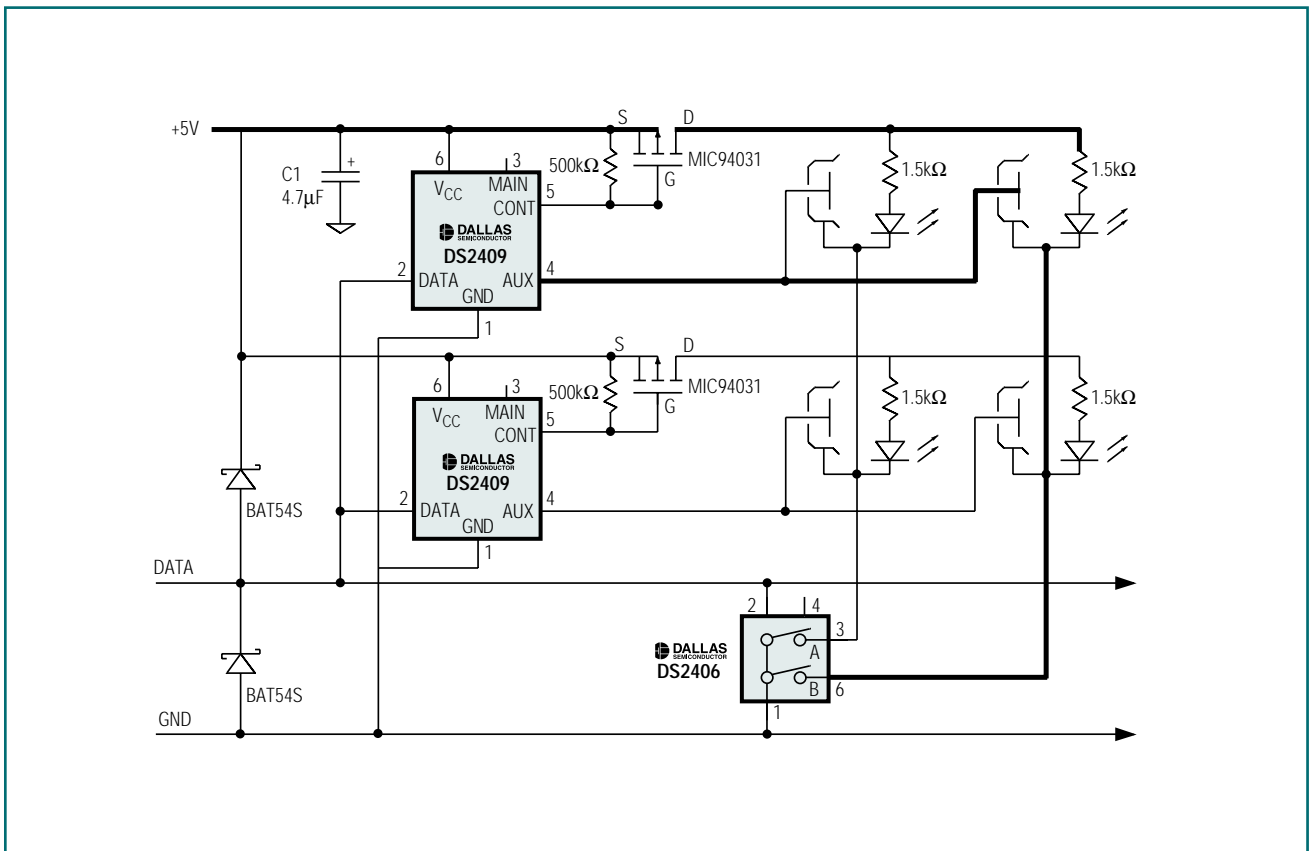 +5V
S
D
C1
4.7µF
+
6
3
VCC
MAIN
CONT
5
500kΩ
G
MIC94031
1.5kΩ
1.5kΩ
DALLAS
SEMICONDUCTOR
DS2409
2
DATA
AUX
4
GND
1
S
D
6
3
VCC
MAIN
CONT
5
500kΩ
G
MIC94031
1.5kΩ
1.5kΩ
DALLAS
SEMICONDUCTOR
DS2409
2
DATA
AUX
4
GND
1
BAT54S
DATA
2
4
3
A
DALLAS
SEMICONDUCTOR
DS2406
B
6
1
BAT54S
GND